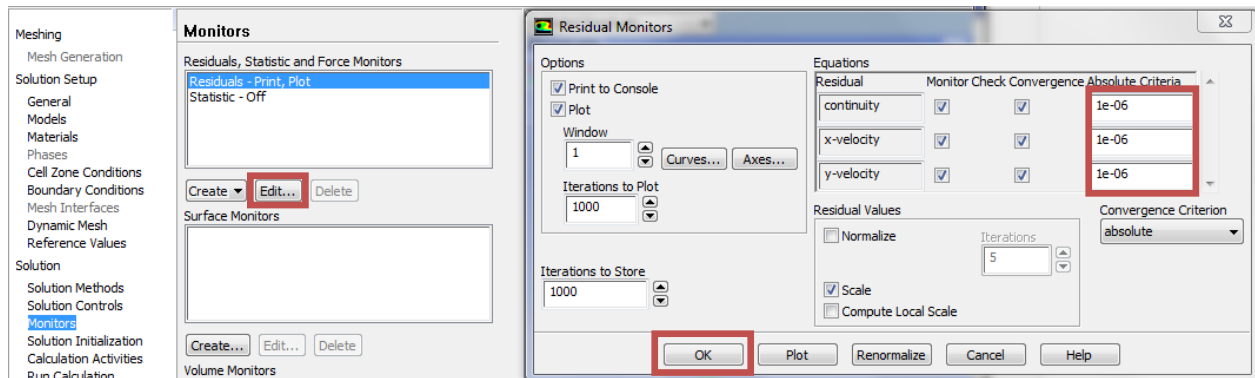 Meshing
Mesh Generation
Solution Setup
General
Models
Materials
Phases
Cell Zone Conditions
Boundary Conditions
Mesh Interfaces
Dynamic Mesh
Reference Values
Solution
Solution Methods
Solution Controls
Monitors
Solution Initialization
Calculation Activities
Run Calculation
Monitors
Residuals, Statistic and Force Monitors
Residuals - Print, Plot
Statistic - Off
Create Edit... Delete
Surface Monitors
Create... Edit... Delete
Volume Monitors
Residual Monitors
Options
Print to Console
Plot
Window
1 Curves... Axes...
Iterations to Plot
1000
Iterations to Store
1000
Equations
Residual Monitor Check Convergence Absolute Criteria
continuity 1e-06
x-velocity 1e-06
y-velocity 1e-06
Residual Values
Normalize
Iterations
5
Scale
Compute Local Scale
Convergence Criterion
absolute
OK Plot Renormalize Cancel Help